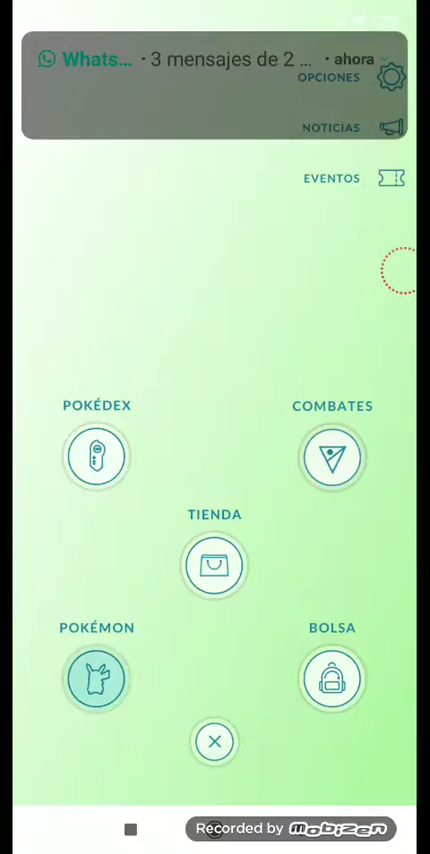 Whats... · 3 mensajes de 2 ... · ahora
OPCIONES
NOTICIAS
EVENTOS
POKÉDEX
COMBATES
TIENDA
POKÉMON
BOLSA
Recorded by mobizen